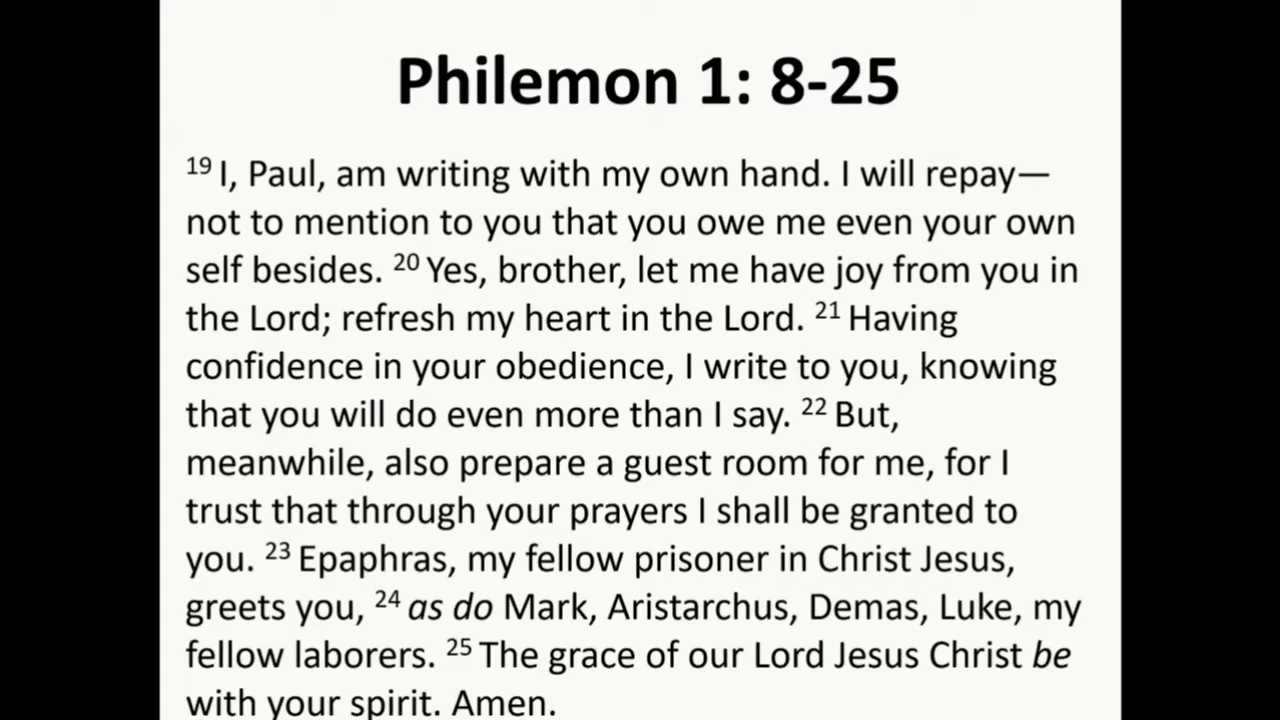 Philemon 1: 8-25
19 I, Paul, am writing with my own hand. I will repay—
not to mention to you that you owe me even your own
self besides. 20 Yes, brother, let me have joy from you in
the Lord; refresh my heart in the Lord. 21 Having
confidence in your obedience, I write to you, knowing
that you will do even more than I say. 22 But,
meanwhile, also prepare a guest room for me, for I
trust that through your prayers I shall be granted to
you. 23 Epaphras, my fellow prisoner in Christ Jesus,
greets you, 24 as do Mark, Aristarchus, Demas, Luke, my
fellow laborers. 25 The grace of our Lord Jesus Christ be
with your spirit. Amen.